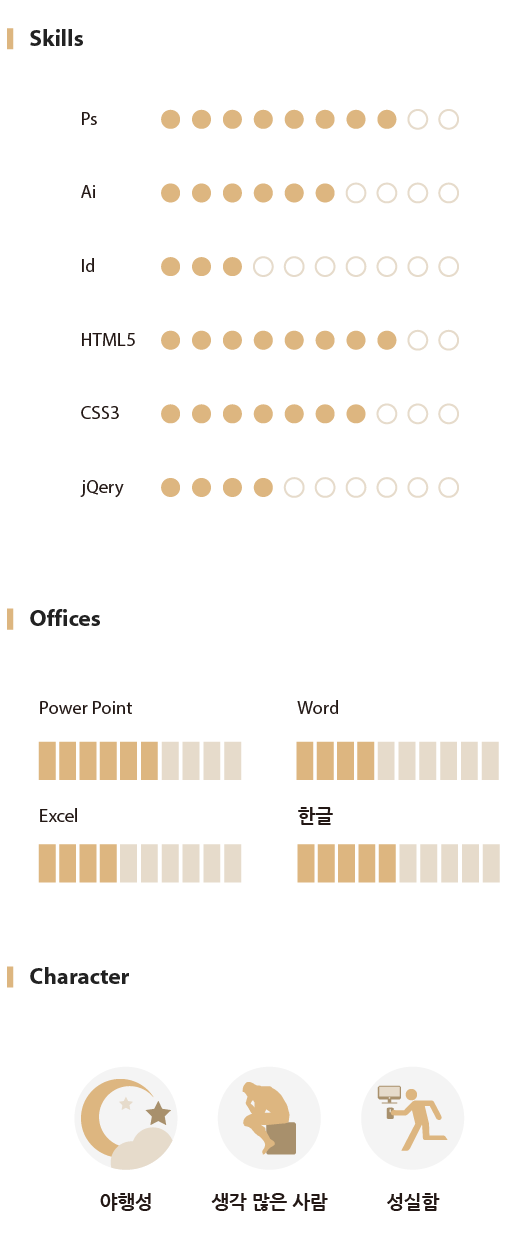 Skills
Ps
Ai
Id
HTML5
CSS3
jQery
Offices
Power Point
Word
Excel
한글
Character
야행성
생각 많은 사람
성실함